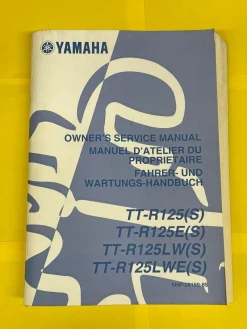 YAMAHA
OWNER'S SERVICE MANUAL
MANUEL D'ATELIER DU
PROPRIETAIRE
FAHRER- UND
WARTUNGS-HANDBUCH
TT-R125(S)
TT-R125E(S)
TT-R125LW(S)
TT-R125LWE(S)